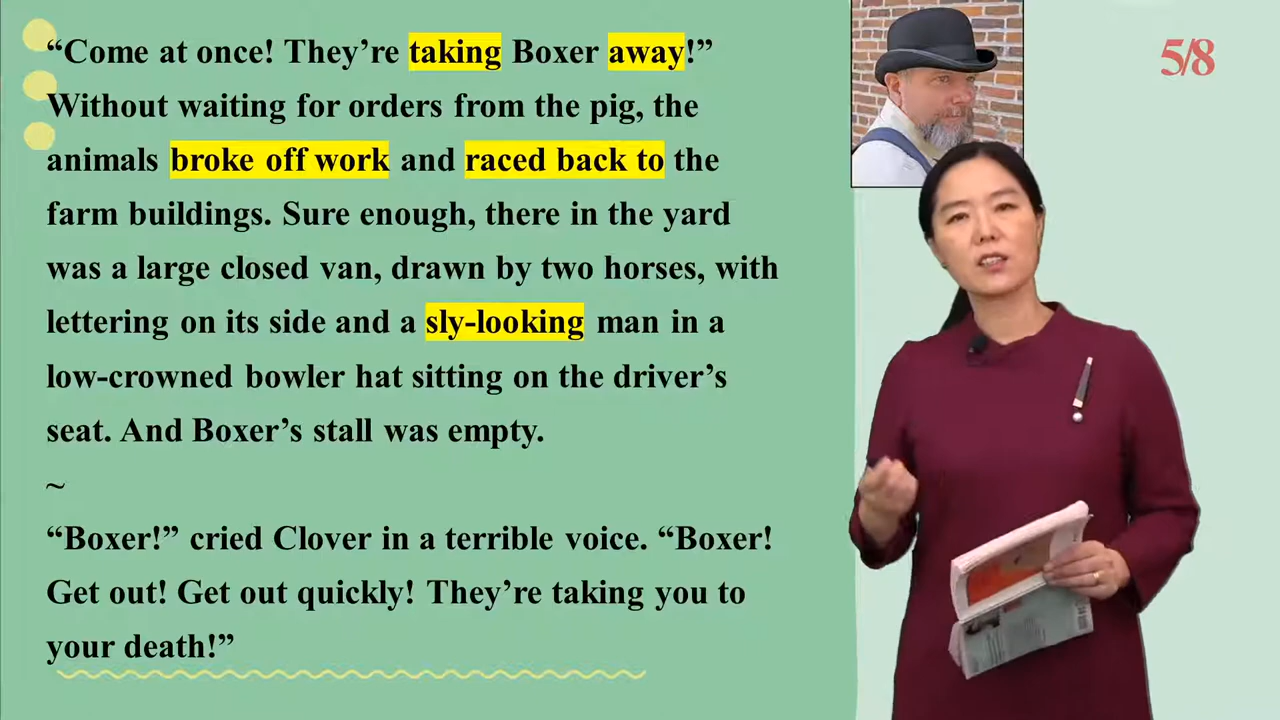 “Come at once! They’re taking Boxer away!”
Without waiting for orders from the pig, the
animals broke off work and raced back to the
farm buildings. Sure enough, there in the yard
was a large closed van, drawn by two horses, with
lettering on its side and a sly-looking man in a
low-crowned bowler hat sitting on the driver’s
seat. And Boxer’s stall was empty.
~
“Boxer!” cried Clover in a terrible voice. “Boxer!
Get out! Get out quickly! They’re taking you to
your death!”
5/8